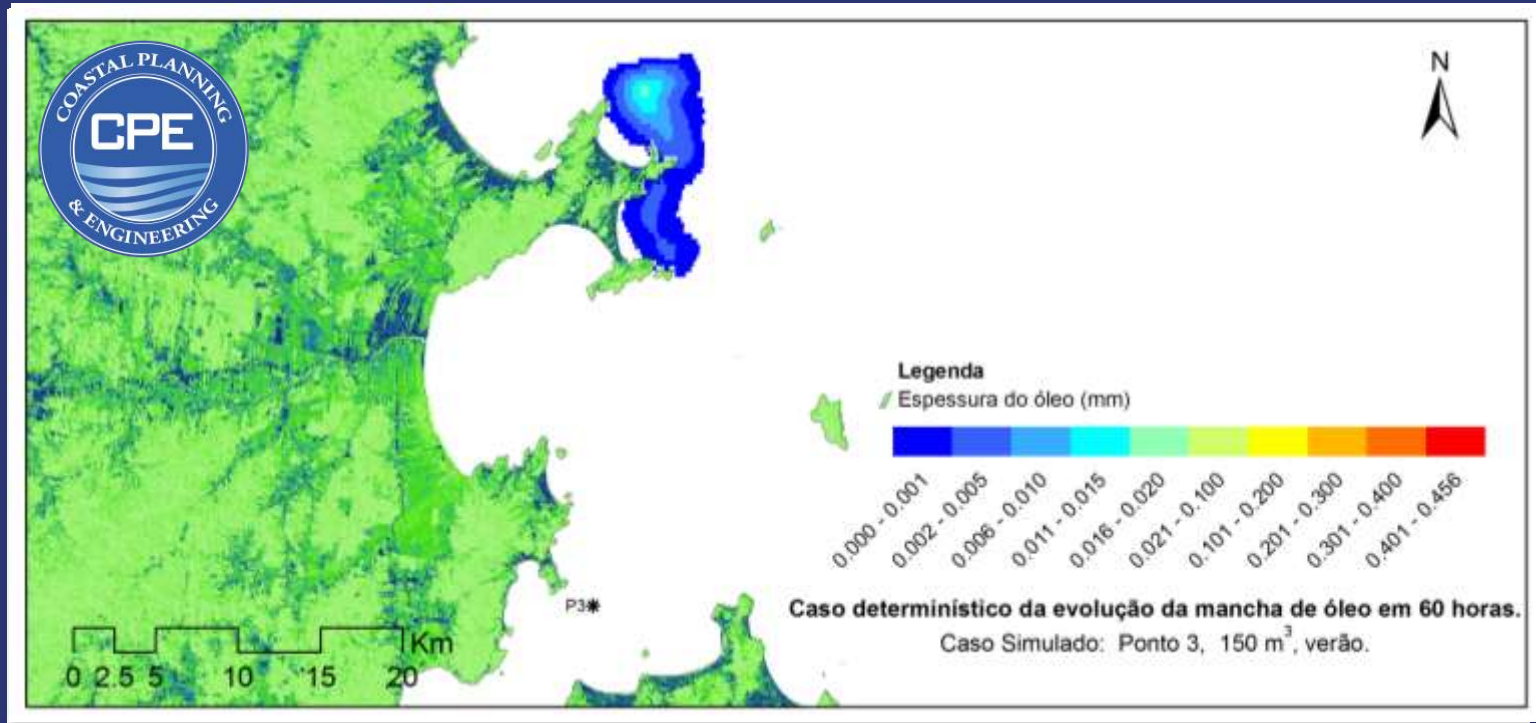 COASTAL PLANNING
CPE
& ENGINEERING
N
Legenda
Espessura do óleo (mm)
0.000 - 0.001
0.002 - 0.005
0.006 - 0.010
0.011 - 0.015
0.016 - 0.020
0.021 - 0.100
0.101 - 0.200
0.201 - 0.300
0.301 - 0.400
0.401 - 0.456
P3
Caso determinístico da evolução da mancha de óleo em 60 horas.
Caso Simulado: Ponto 3, 150 m³, verão.
Km
0 2.5 5 10 15 20